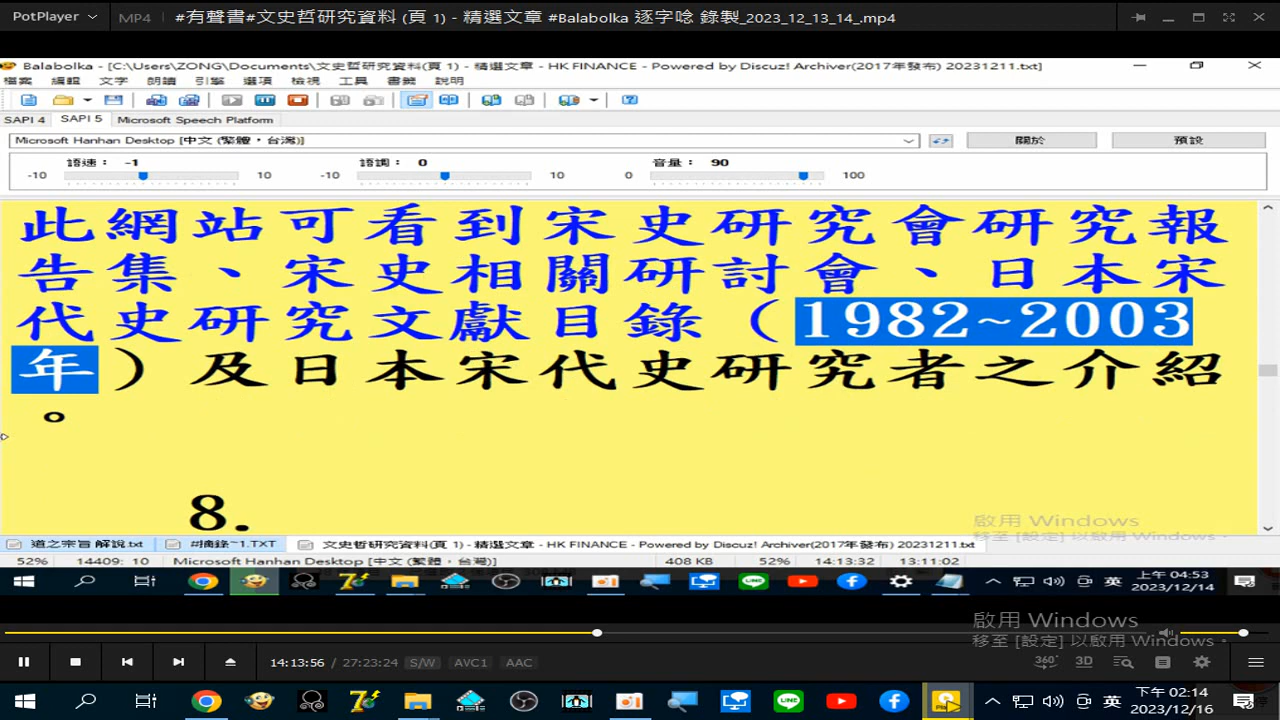 PotPlayer MP4 #有聲書#文史哲研究資料 (頁 1) - 精選文章 #Balabolka 逐字唸 錄製_2023_12_13_14_.mp4
Balabolka - [C:\Users\ZONG\Documents\文史哲研究資料(頁 1) - 精選文章 - HK FINANCE - Powered by Discuz! Archiver(2017年發布) 20231211.txt]
檔案 編輯 文字 朗讀 引擎 選項 檢視 工具 書籤 說明
SAPI 4 SAPI 5 Microsoft Speech Platform
Microsoft Hanhan Desktop [中文 (繁體，台灣)] 關於 預設
語速： -1 語調： 0 音量： 90
-10 10 -10 10 0 100
此網站可看到宋史研究會研究報
告集、宋史相關研討會、日本宋
代史研究文獻目錄（1982~2003
年）及日本宋代史研究者之介紹
。
8.
啟用 Windows
移至 [設定] 以啟用 Windows。
道之宗旨 解說.txt #摘錄~1.TXT 文史哲研究資料(頁 1) - 精選文章 - HK FINANCE - Powered by Discuz! Archiver(2017年發布) 20231211.txt
52% 14409: 10 Microsoft Hanhan Desktop [中文 (繁體，台灣)] 408 KB 52% 14:13:32 13:11:02
英 上午 04:53
2023/12/14
啟用 Windows
移至 [設定] 以啟用 Windows。
14:13:56 / 27:23:24 S/W AVC1 AAC 360° 3D
英 下午 02:14
2023/12/16